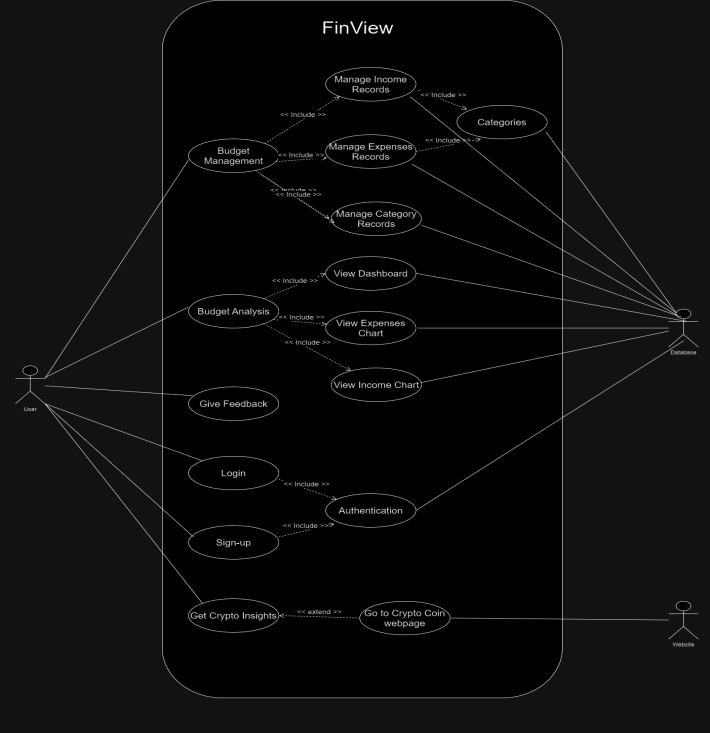 FinView
Manage Income
Records
<< Include >>
Categories
<< Include >>
Budget
Management
<< Include >>
Manage Expenses
Records
<< Include >>
<< Include >>
<< Include >>
Manage Category
Records
View Dashboard
<< Include >>
Budget Analysis
<< Include >>
View Expenses
Chart
<< Include >>
View Income Chart
Database
User
Give Feedback
Login
<< Include >>
Authentication
<< Include >>
Sign-up
Get Crypto Insights
<< extend >>
Go to Crypto Coin
webpage
Website